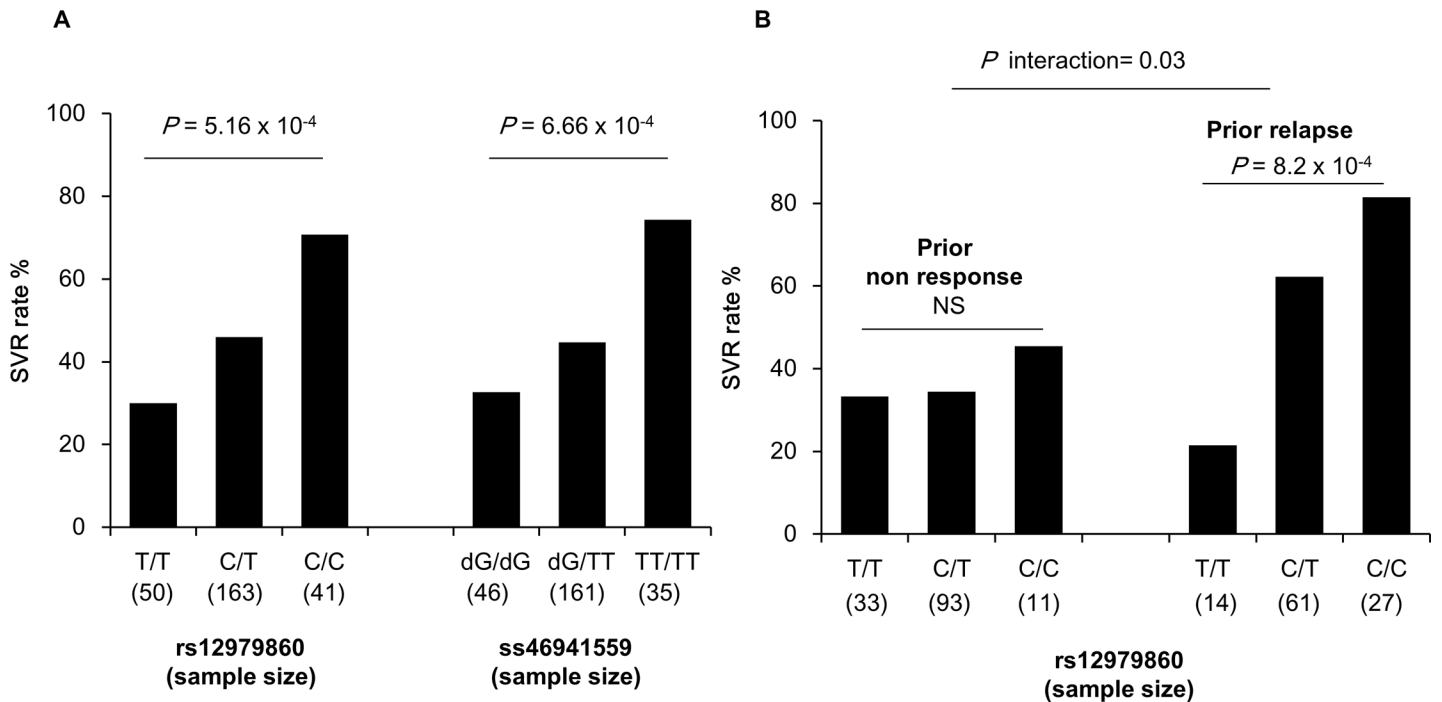 A
P = 5.16 x 10-4
P = 6.66 x 10-4
SVR rate %
100
80
60
40
20
0
T/T C/T C/C dG/dG dG/TT TT/TT
(50) (163) (41) (46) (161) (35)
rs12979860 ss46941559
(sample size) (sample size)
B
P interaction= 0.03
Prior relapse
P = 8.2 x 10-4
Prior
non response
NS
SVR rate %
100
80
60
40
20
0
T/T C/T C/C T/T C/T C/C
(33) (93) (11) (14) (61) (27)
rs12979860
(sample size)